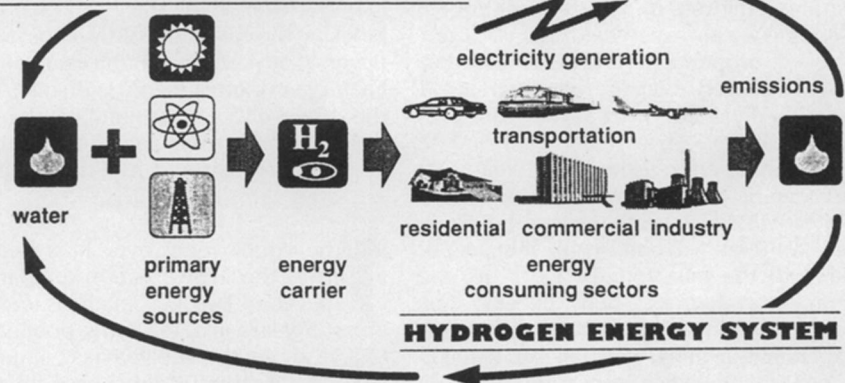 electricity generation
emissions
transportation
H2
water
residential commercial industry
primary
energy
sources
energy
carrier
energy
consuming sectors
HYDROGEN ENERGY SYSTEM